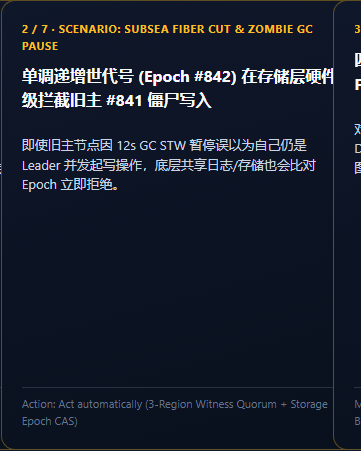 2 / 7 · SCENARIO: SUBSEA FIBER CUT & ZOMBIE GC
PAUSE
单调递增世代号 (Epoch #842) 在存储层硬件
级拦截旧主 #841 僵尸写入
即使旧主节点因 12s GC STW 暂停误以为自己仍是
Leader 并发起写操作，底层共享日志/存储也会比对
Epoch 立即拒绝。
Action: Act automatically (3-Region Witness Quorum + Storage
Epoch CAS)